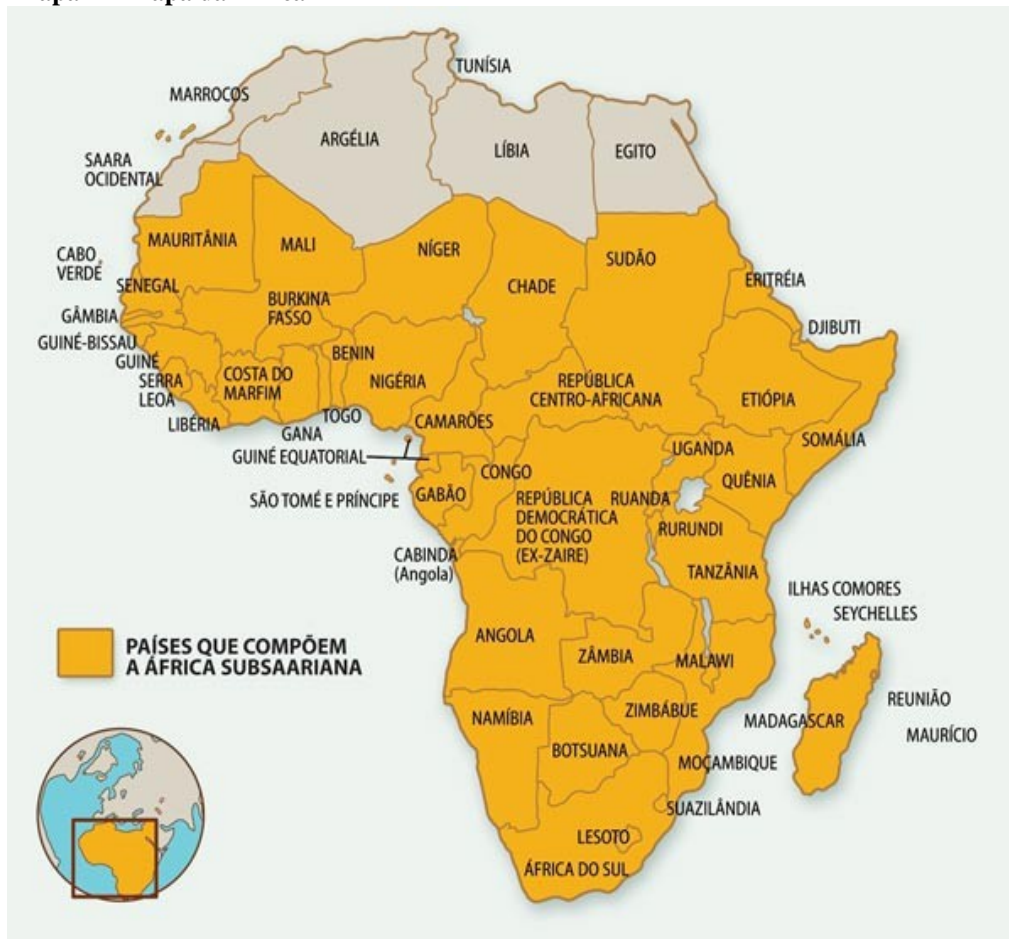 TUNÍSIA
MARROCOS
ARGÉLIA
LÍBIA
EGITO
SAARA
OCIDENTAL
MAURITÂNIA
MALI
NÍGER
CHADE
SUDÃO
ERITRÉIA
CABO
VERDE
SENEGAL
GÂMBIA
BURKINA
FASSO
DJIBUTI
GUINÉ-BISSAU
GUINÉ
SERRA
LEOA
COSTA DO
MARFIM
BENIN
NIGÉRIA
REPÚBLICA
CENTRO-AFRICANA
ETIÓPIA
LIBÉRIA
GANA
TOGO
CAMARÕES
SOMÁLIA
GUINÉ EQUATORIAL
UGANDA
QUÊNIA
SÃO TOMÉ E PRÍNCIPE
GABÃO
CONGO
REPÚBLICA
DEMOCRÁTICA
DO CONGO
(EX-ZAIRE)
RUANDA
RURUNDI
TANZÂNIA
CABINDA
(Angola)
ILHAS COMORES
SEYCHELLES
ANGOLA
ZÂMBIA
MALAWI
PAÍSES QUE COMPÕEM
A ÁFRICA SUBSAARIANA
NAMÍBIA
ZIMBÁBUE
MADAGASCAR
REUNIÃO
MAURÍCIO
BOTSUANA
MOÇAMBIQUE
SUAZILÂNDIA
LESOTO
ÁFRICA DO SUL